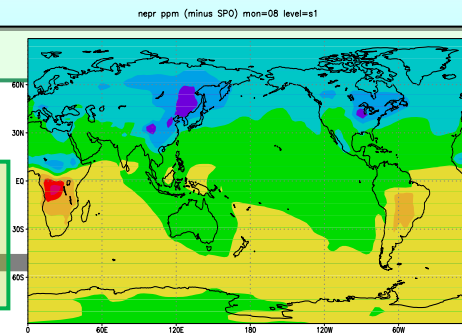 nepr ppm (minus SPO) mon=08 level=s1
60N
30N
EQ
30S
60S
0 60E 120E 180 120W 60W